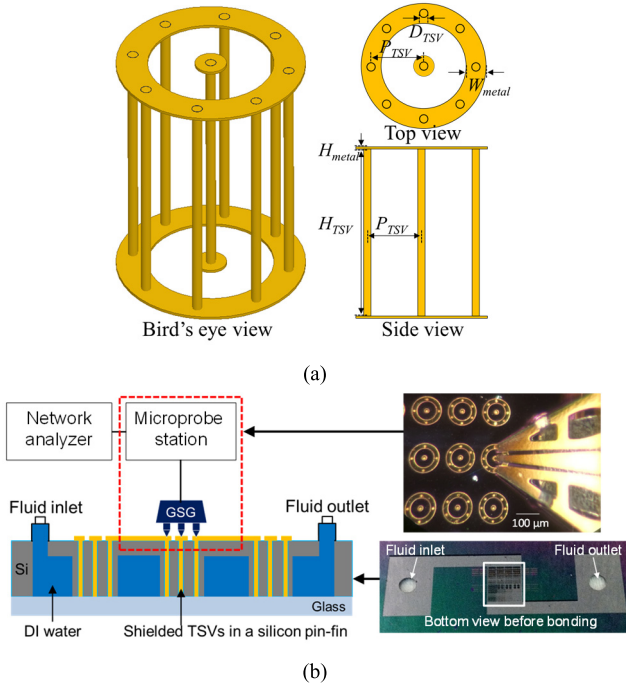 D_TSV
P_TSV
W_metal
Top view
H_metal
H_TSV
P_TSV
Bird's eye view
Side view
(a)
Network analyzer
Microprobe station
GSG
Fluid inlet
Fluid outlet
Si
Glass
DI water
Shielded TSVs in a silicon pin-fin
100 μm
Fluid inlet
Fluid outlet
Bottom view before bonding
(b)